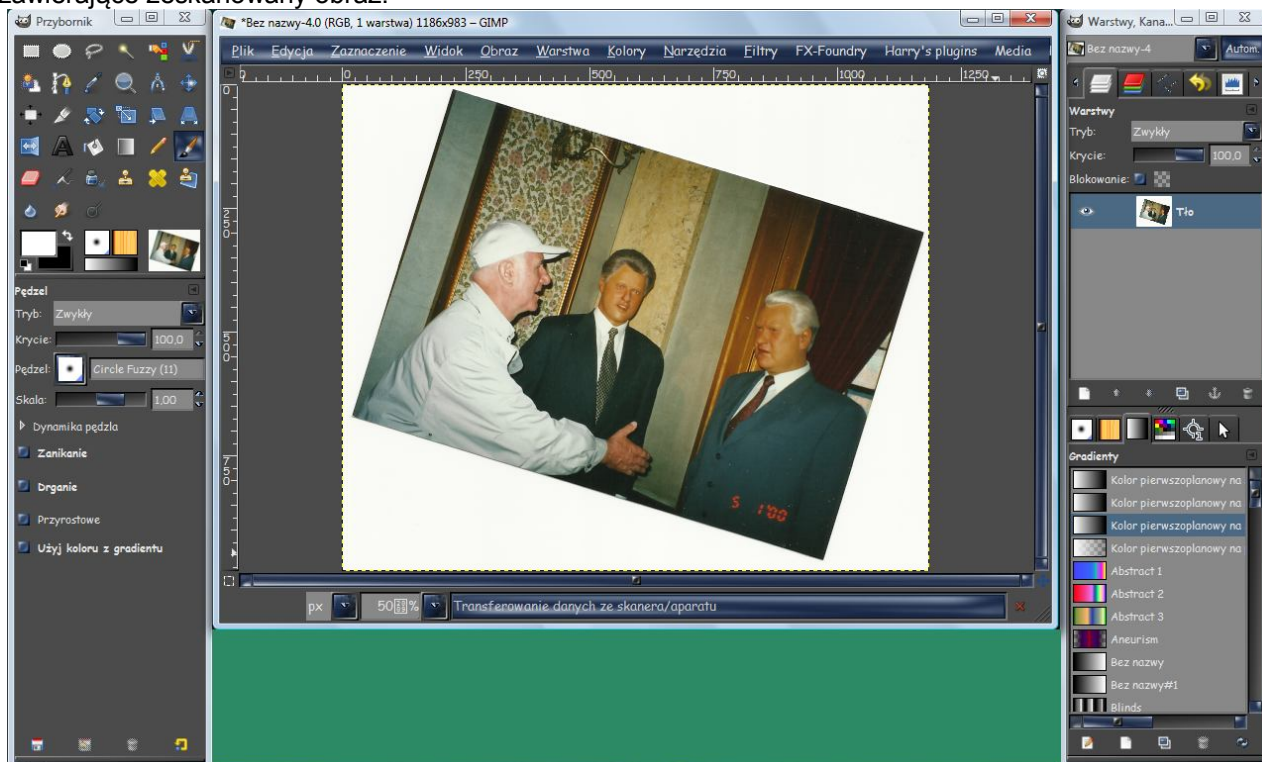 zawierające zeskanowany obraz.
Przybornik
Pędzel
Tryb: Zwykły
Krycie: 100,0
Pędzel: Circle Fuzzy (11)
Skala: 1,00
Dynamika pędzla
Zanikanie
Drganie
Przyrostowe
Użyj koloru z gradientu
*Bez nazwy-4.0 (RGB, 1 warstwa) 1186x983 – GIMP
Plik Edycja Zaznaczenie Widok Obraz Warstwa Kolory Narzędzia Filtry FX-Foundry Harry's plugins Media
0 250 500 750 1000 1250
0
250
500
750
S 1'00
px 50 % Transferowanie danych ze skanera/aparatu
Warstwy, Kana...
Bez nazwy-4 Autom.
Warstwy
Tryb: Zwykły
Krycie: 100,0
Blokowanie:
Tło
Gradienty
Kolor pierwszoplanowy na
Kolor pierwszoplanowy na
Kolor pierwszoplanowy na
Kolor pierwszoplanowy na
Abstract 1
Abstract 2
Abstract 3
Aneurism
Bez nazwy
Bez nazwy#1
Blinds